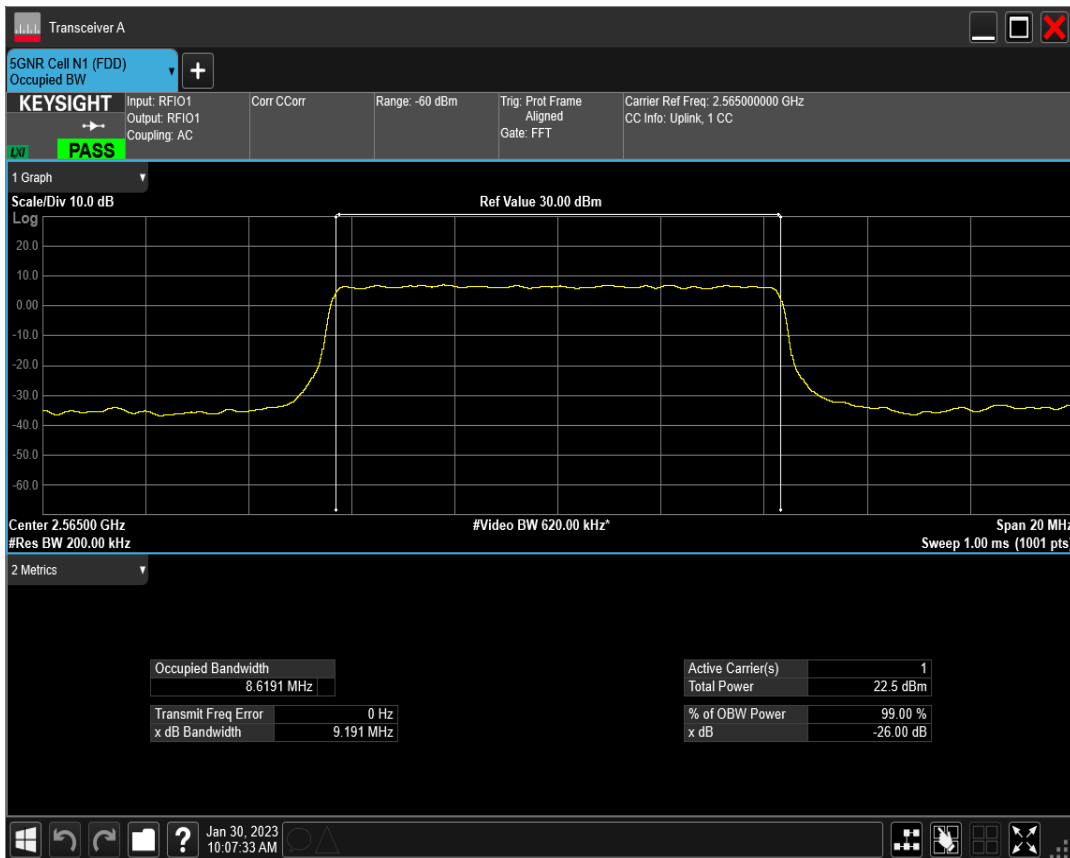 Transceiver A
5GNR Cell N1 (FDD)
Occupied BW
+
KEYSIGHT
LXI
PASS
Input: RFIO1
Output: RFIO1
Coupling: AC
Corr CCorr
Range: -60 dBm
Trig: Prot Frame
Aligned
Gate: FFT
Carrier Ref Freq: 2.565000000 GHz
CC Info: Uplink, 1 CC
1 Graph
Scale/Div 10.0 dB
Ref Value 30.00 dBm
Log
20.0
10.0
0.00
-10.0
-20.0
-30.0
-40.0
-50.0
-60.0
Center 2.56500 GHz
#Video BW 620.00 kHz*
Span 20 MHz
#Res BW 200.00 kHz
Sweep 1.00 ms (1001 pts)
2 Metrics
Occupied Bandwidth
8.6191 MHz
Transmit Freq Error 0 Hz
x dB Bandwidth 9.191 MHz
Active Carrier(s) 1
Total Power 22.5 dBm
% of OBW Power 99.00 %
x dB -26.00 dB
?
Jan 30, 2023
10:07:33 AM